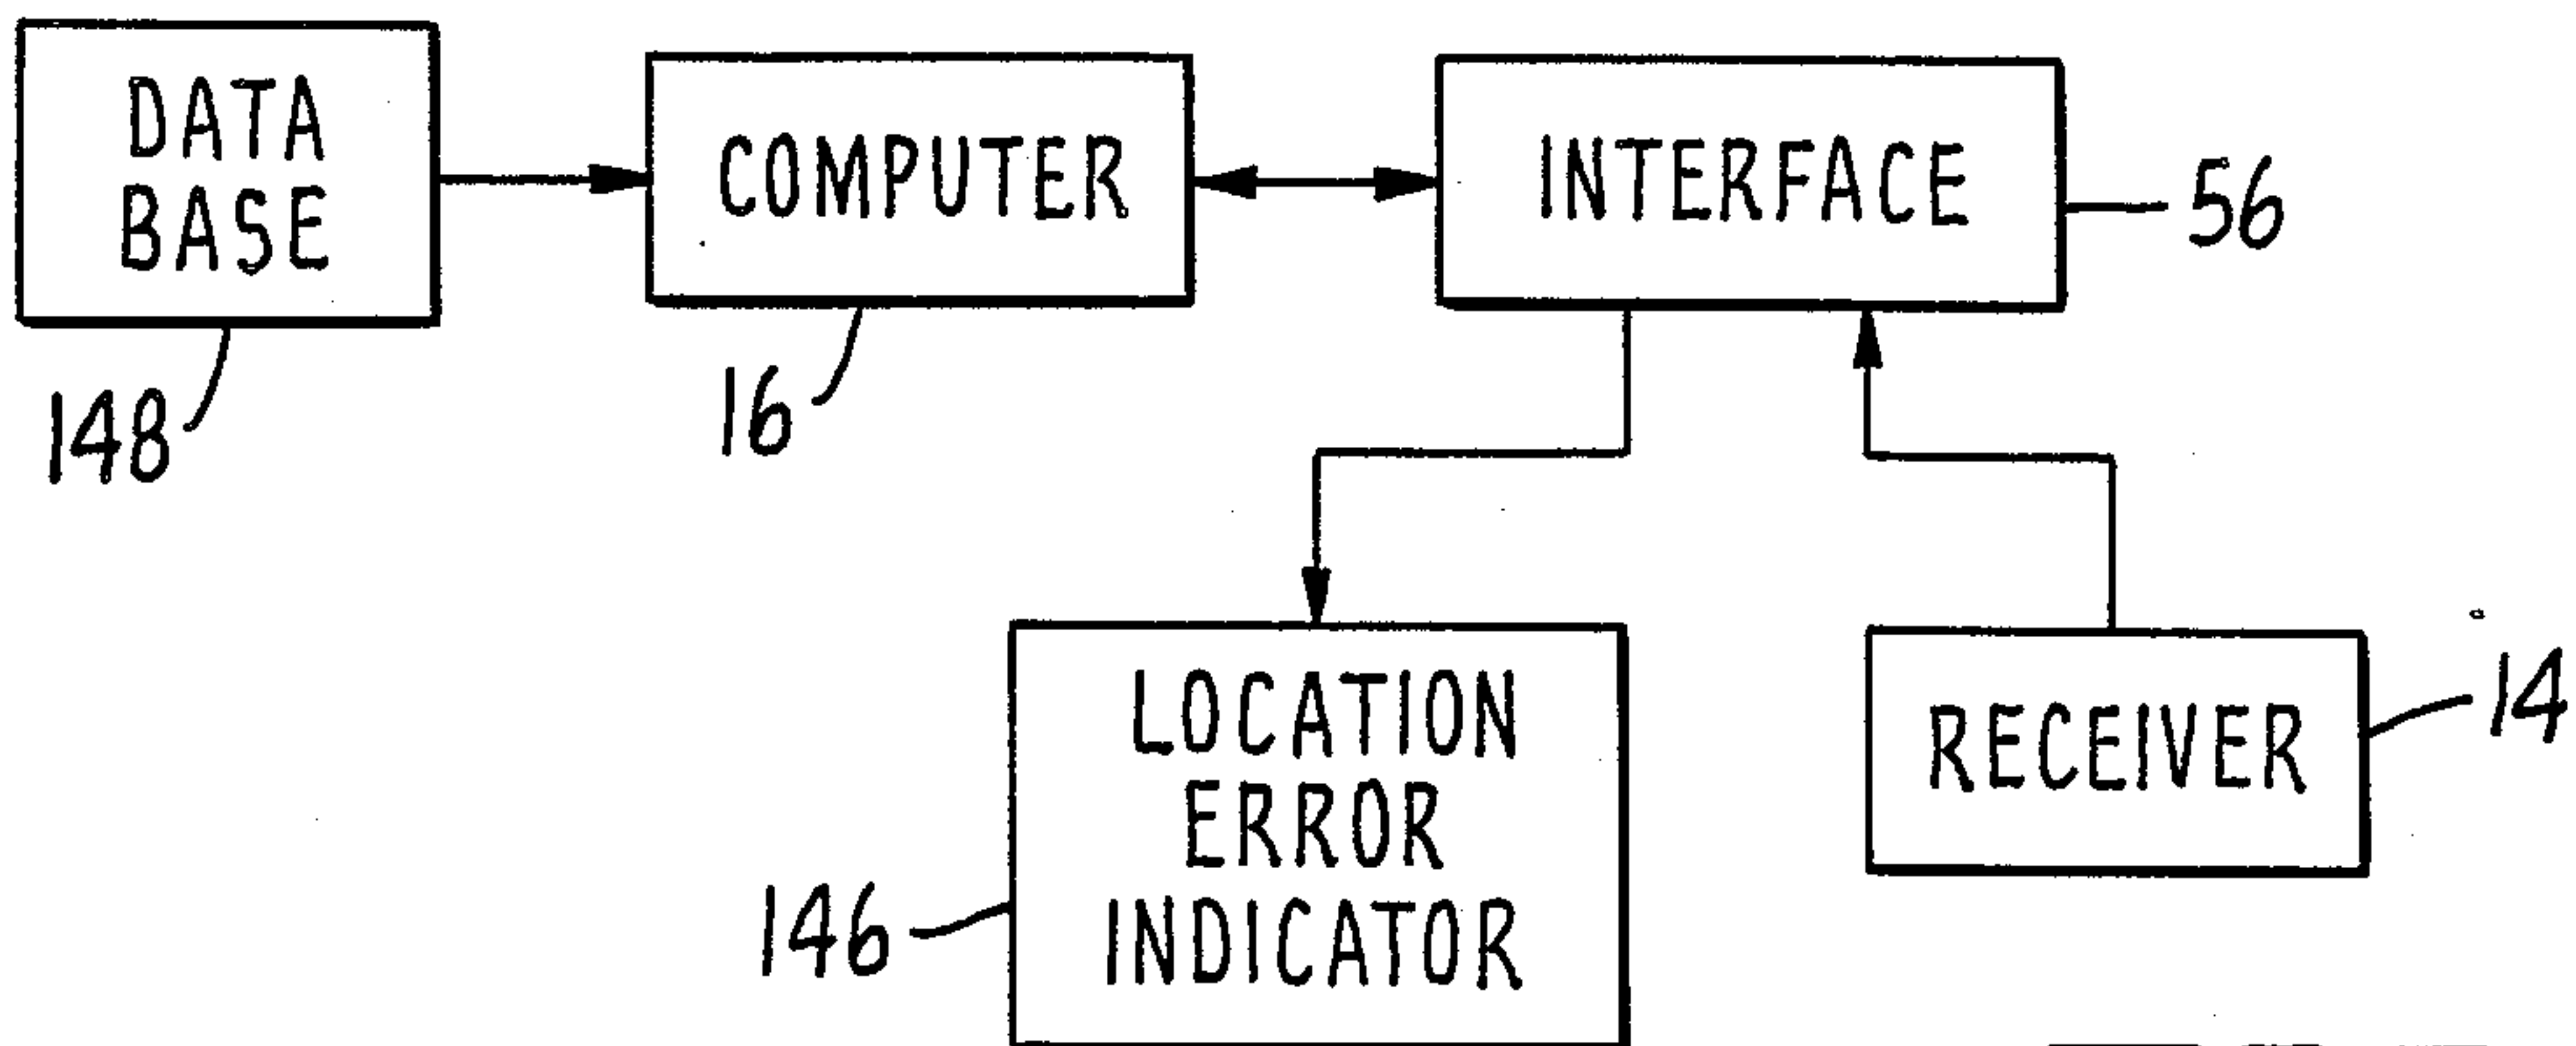 DATA
BASE
COMPUTER
INTERFACE
56
148
16
LOCATION
ERROR
INDICATOR
146
RECEIVER
14